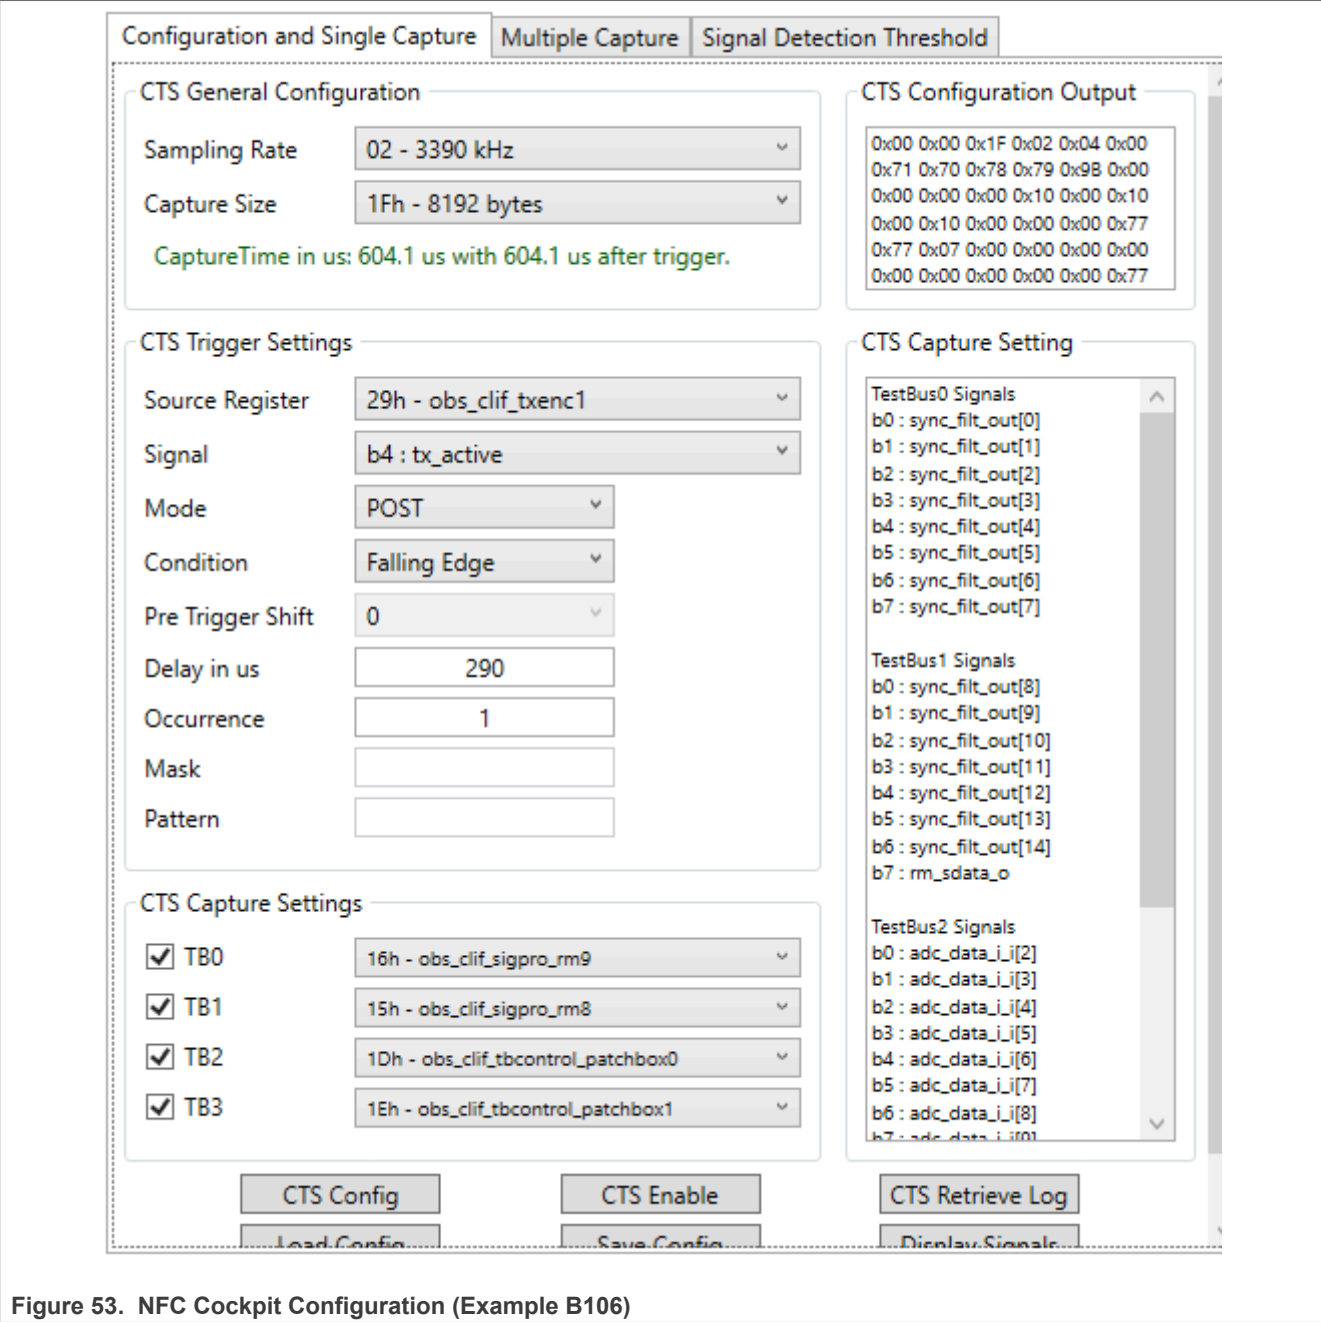 Configuration and Single Capture
Multiple Capture
Signal Detection Threshold
CTS General Configuration
Sampling Rate
02 - 3390 kHz
Capture Size
1Fh - 8192 bytes
CaptureTime in us: 604.1 us with 604.1 us after trigger.
CTS Configuration Output
0x00 0x00 0x1F 0x02 0x04 0x00
0x71 0x70 0x78 0x79 0x9B 0x00
0x00 0x00 0x00 0x10 0x00 0x10
0x00 0x10 0x00 0x00 0x00 0x77
0x77 0x07 0x00 0x00 0x00 0x00
0x00 0x00 0x00 0x00 0x00 0x77
CTS Trigger Settings
Source Register
29h - obs_clif_txenc1
Signal
b4 : tx_active
Mode
POST
Condition
Falling Edge
Pre Trigger Shift
0
Delay in us
290
Occurrence
1
Mask
Pattern
CTS Capture Setting
TestBus0 Signals
b0 : sync_filt_out[0]
b1 : sync_filt_out[1]
b2 : sync_filt_out[2]
b3 : sync_filt_out[3]
b4 : sync_filt_out[4]
b5 : sync_filt_out[5]
b6 : sync_filt_out[6]
b7 : sync_filt_out[7]
TestBus1 Signals
b0 : sync_filt_out[8]
b1 : sync_filt_out[9]
b2 : sync_filt_out[10]
b3 : sync_filt_out[11]
b4 : sync_filt_out[12]
b5 : sync_filt_out[13]
b6 : sync_filt_out[14]
b7 : rm_sdata_o
TestBus2 Signals
b0 : adc_data_i_i[2]
b1 : adc_data_i_i[3]
b2 : adc_data_i_i[4]
b3 : adc_data_i_i[5]
b4 : adc_data_i_i[6]
b5 : adc_data_i_i[7]
b6 : adc_data_i_i[8]
b7 : adc_data_i_i[9]
CTS Capture Settings
TB0
16h - obs_clif_sigpro_rm9
TB1
15h - obs_clif_sigpro_rm8
TB2
1Dh - obs_clif_tbcontrol_patchbox0
TB3
1Eh - obs_clif_tbcontrol_patchbox1
CTS Config
CTS Enable
CTS Retrieve Log
Load Config
Save Config
Display Signals
Figure 53. NFC Cockpit Configuration (Example B106)